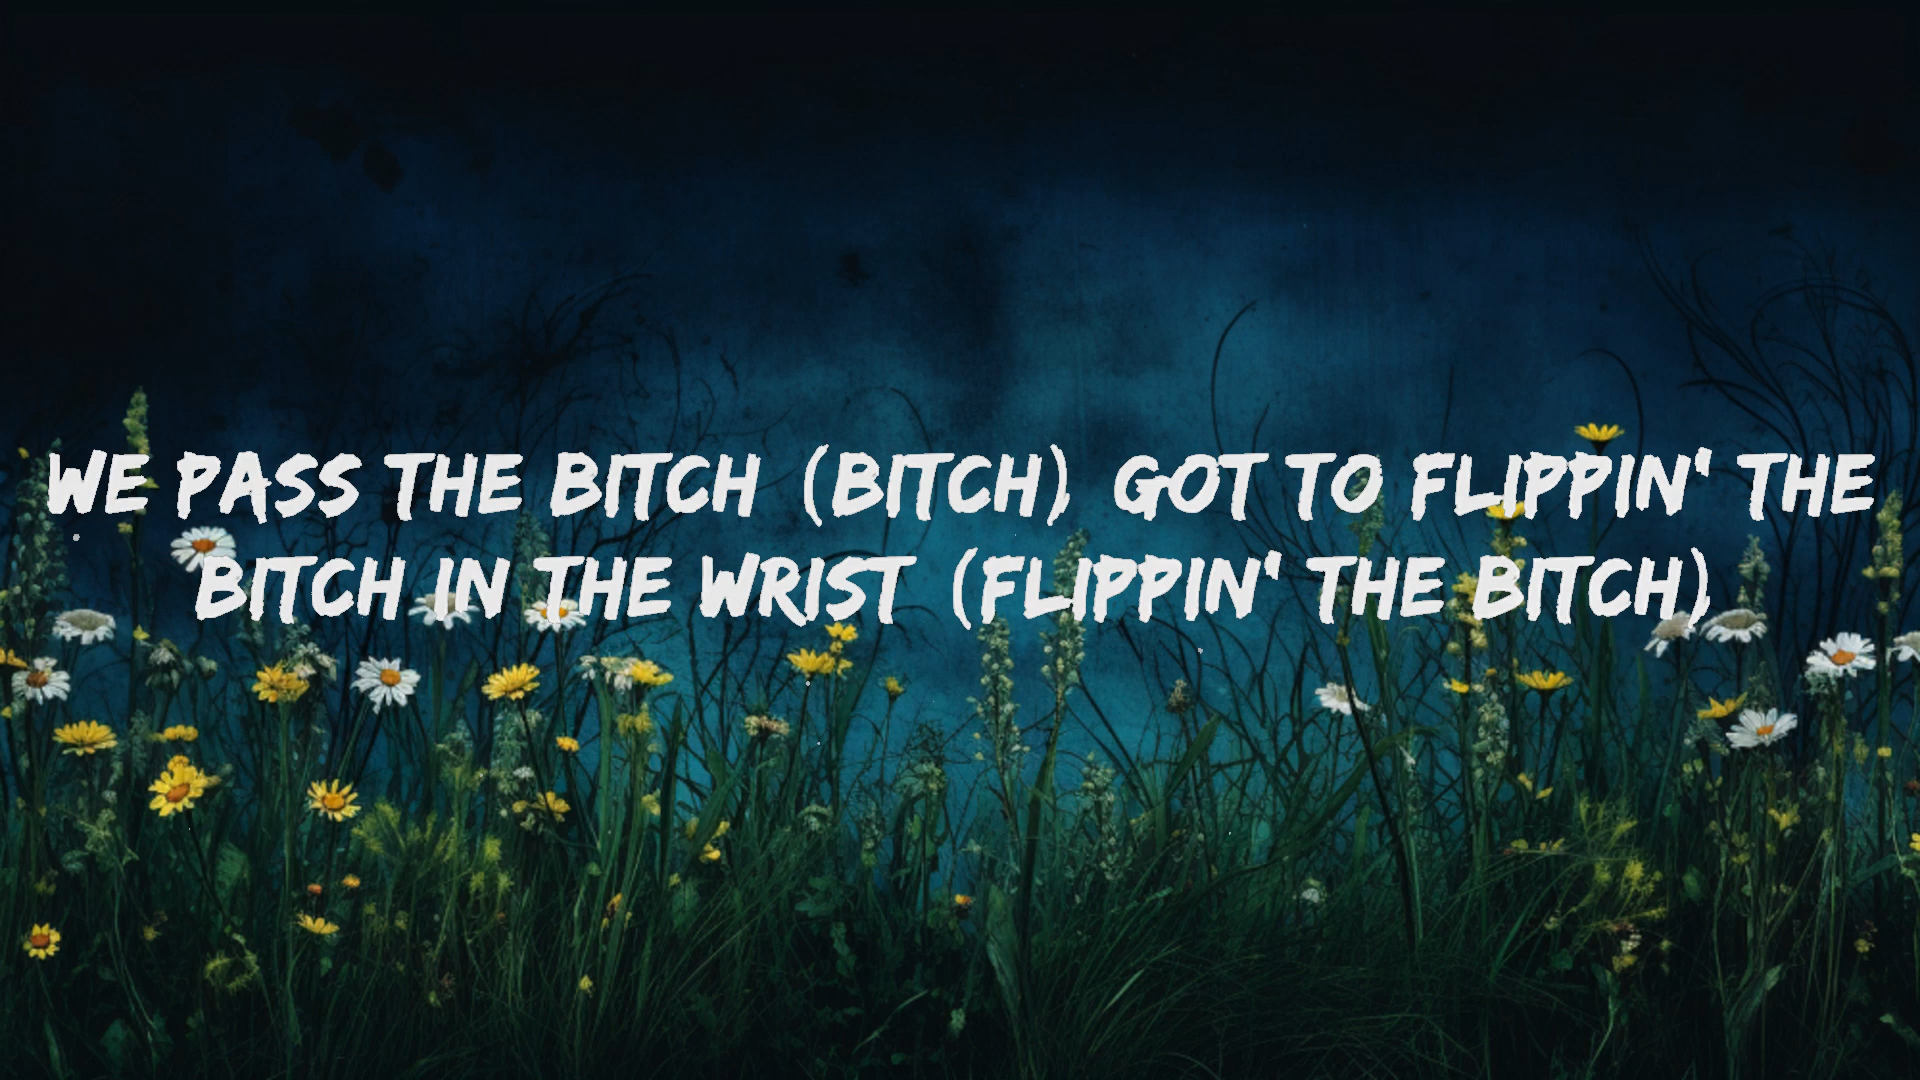 WE PASS THE BITCH (BITCH) GOT TO FLIPPIN' THE
BITCH IN THE WRIST (FLIPPIN' THE BITCH)